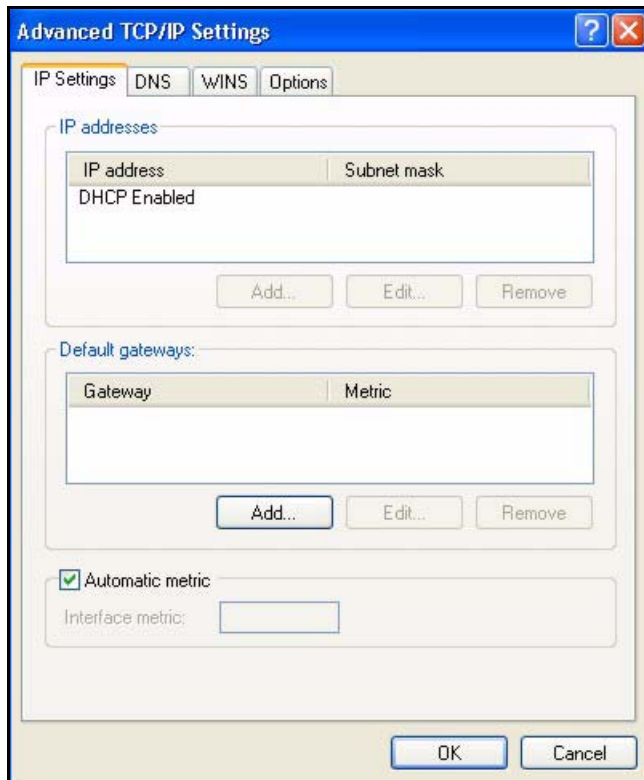 Advanced TCP/IP Settings
IP Settings DNS WINS Options
IP addresses
IP address Subnet mask
DHCP Enabled
Add... Edit... Remove
Default gateways:
Gateway Metric
Add... Edit... Remove
Automatic metric
Interface metric:
OK Cancel